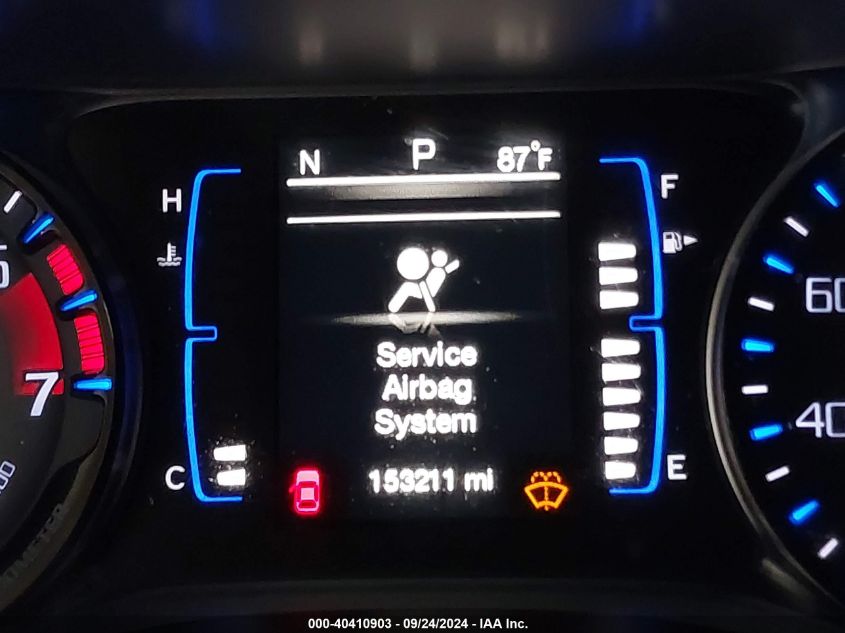 N P 87°F
H F
Service
Airbag
System
7
60
40
C 153211 mi E
000-40410903 - 09/24/2024 - IAA Inc.